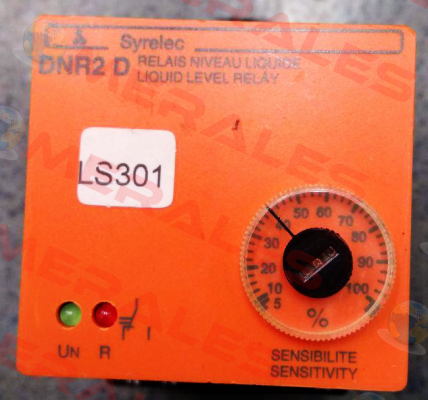 Syrelec
DNR2 D RELAIS NIVEAU LIQUIDE
LIQUID LEVEL RELAY
LS301
5 10 20 30 50 60 70 80 90 100
%
UN R I
SENSIBILITE
SENSITIVITY
MERALES